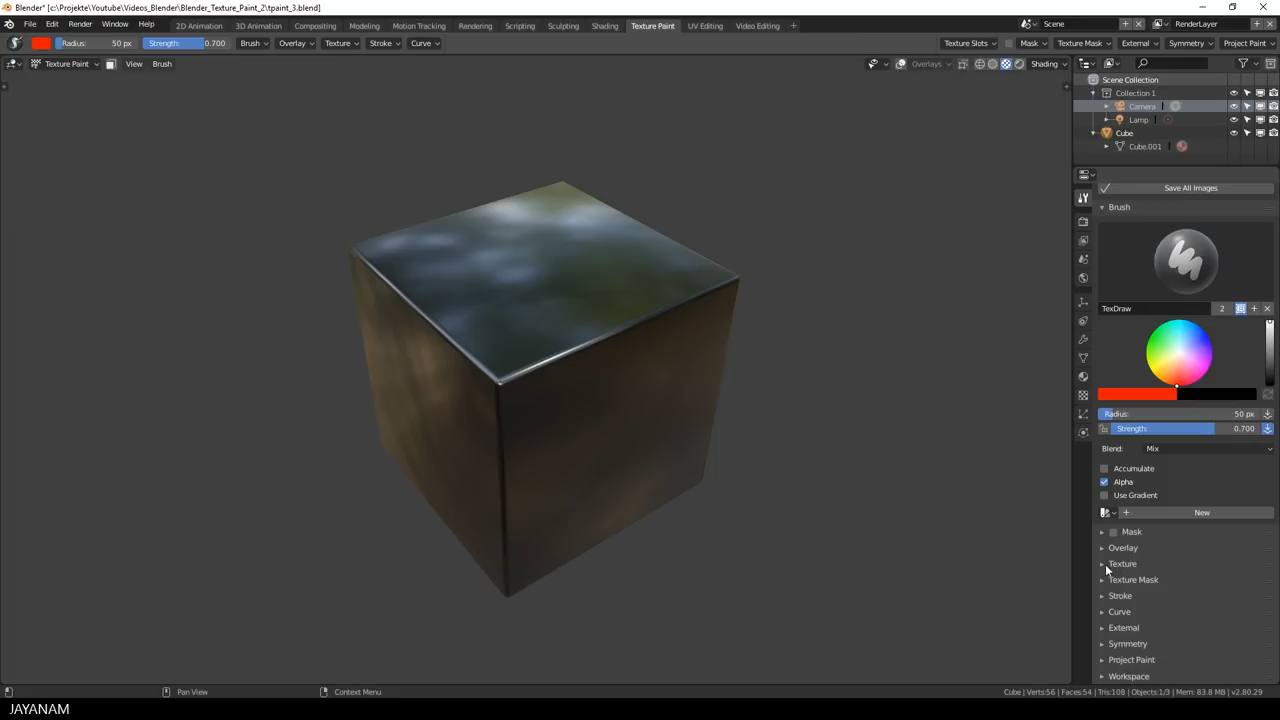 Blender* [c:\Projekte\Youtube\Videos_Blender\Blender_Texture_Paint_2\tpaint_3.blend]
File Edit Render Window Help 2D Animation 3D Animation Compositing Modeling Motion Tracking Rendering Scripting Sculpting Shading Texture Paint UV Editing Video Editing + Scene RenderLayer
Radius: 50 px Strength: 0.700 Brush Overlay Texture Stroke Curve Texture Slots Mask Texture Mask External Symmetry Project Paint
Texture Paint View Brush Overlays Shading
Scene Collection
Collection 1
Camera
Lamp
Cube
Cube.001
Save All Images
Brush
TexDraw 2
Radius: 50 px
Strength: 0.700
Blend: Mix
Accumulate
Alpha
Use Gradient
New
Mask
Overlay
Texture
Texture Mask
Stroke
Curve
External
Symmetry
Project Paint
Workspace
Pan View Context Menu Cube | Verts:56 | Faces:54 | Tris:108 | Objects:1/3 | Mem: 83.8 MB | v2.80.29
JAYANAM